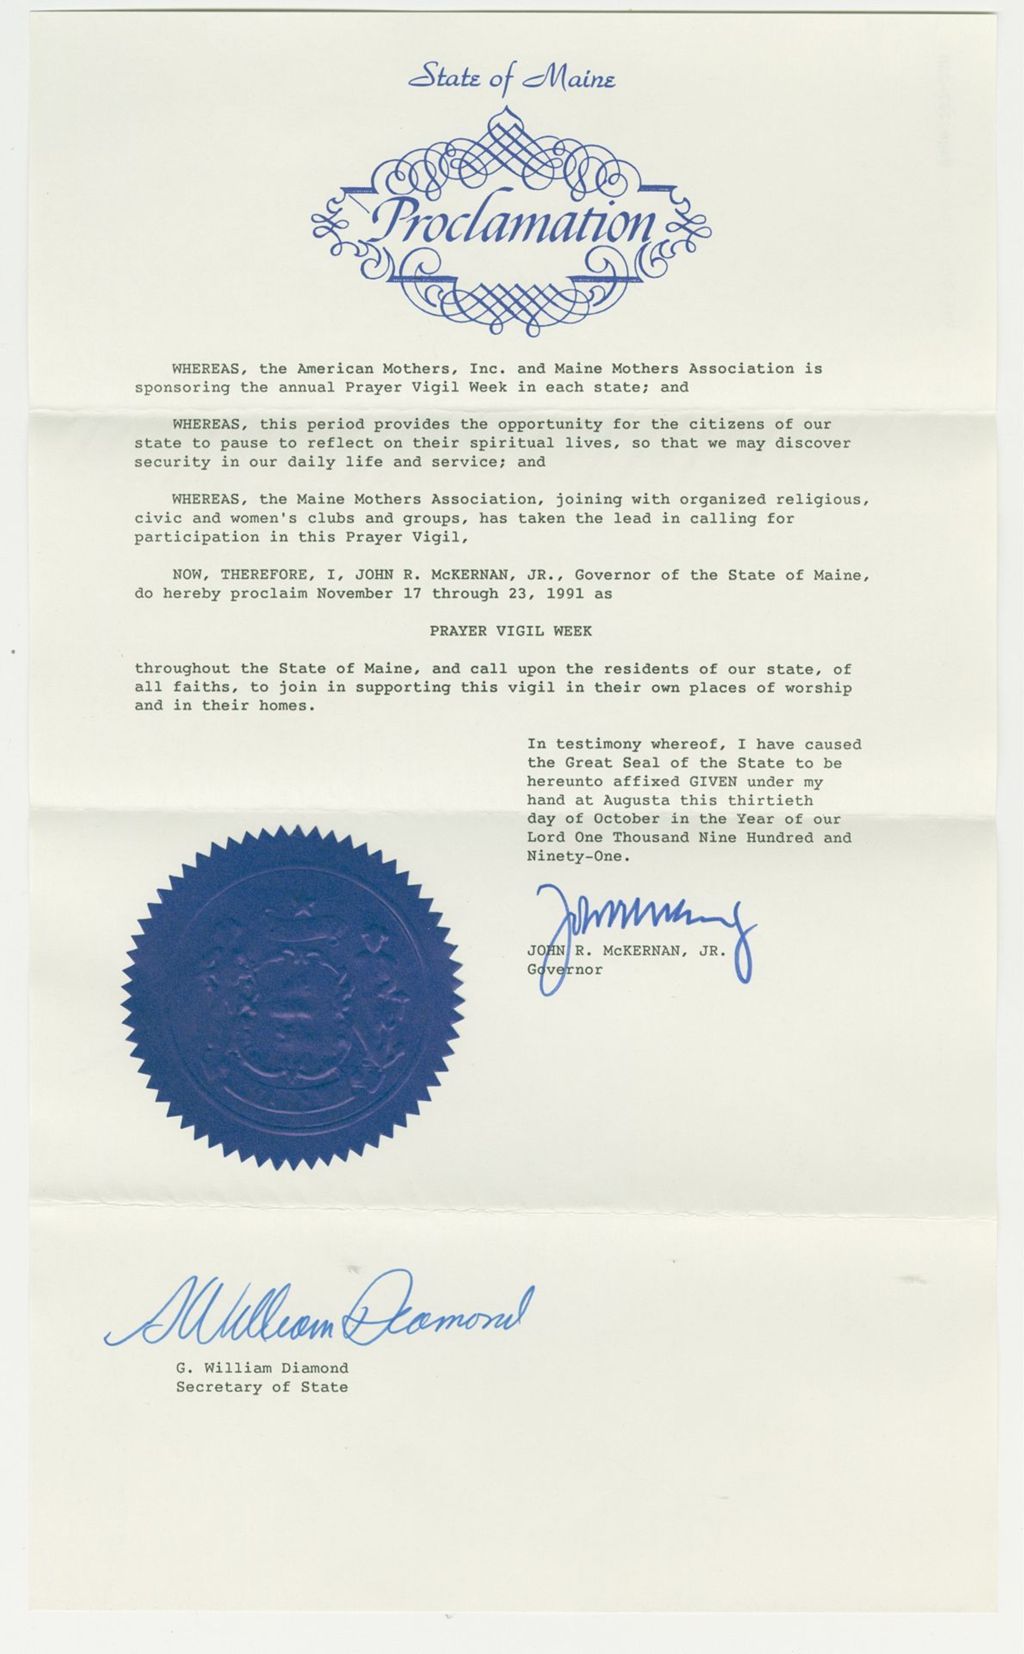 State of Maine
Proclamation
WHEREAS, the American Mothers, Inc. and Maine Mothers Association is
sponsoring the annual Prayer Vigil Week in each state; and
WHEREAS, this period provides the opportunity for the citizens of our
state to pause to reflect on their spiritual lives, so that we may discover
security in our daily life and service; and
WHEREAS, the Maine Mothers Association, joining with organized religious,
civic and women's clubs and groups, has taken the lead in calling for
participation in this Prayer Vigil,
NOW, THEREFORE, I, JOHN R. McKERNAN, JR., Governor of the State of Maine,
do hereby proclaim November 17 through 23, 1991 as
PRAYER VIGIL WEEK
throughout the State of Maine, and call upon the residents of our state, of
all faiths, to join in supporting this vigil in their own places of worship
and in their homes.
In testimony whereof, I have caused
the Great Seal of the State to be
hereunto affixed GIVEN under my
hand at Augusta this thirtieth
day of October in the Year of our
Lord One Thousand Nine Hundred and
Ninety-One.
JOHN R. McKERNAN, JR.
Governor
G William Diamond
G. William Diamond
Secretary of State